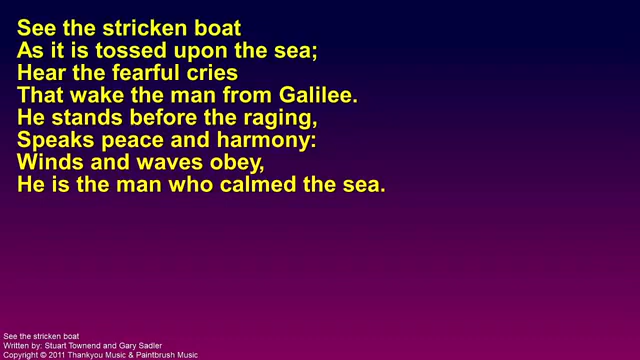 See the stricken boat
As it is tossed upon the sea;
Hear the fearful cries
That wake the man from Galilee.
He stands before the raging,
Speaks peace and harmony:
Winds and waves obey,
He is the man who calmed the sea.
See the stricken boat
Written by: Stuart Townend and Gary Sadler
Copyright © 2011 Thankyou Music & Paintbrush Music